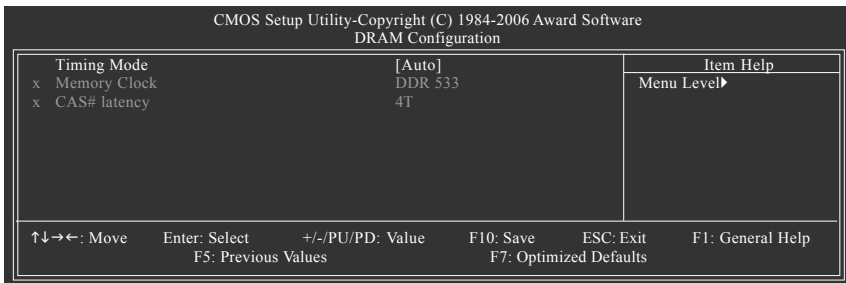 CMOS Setup Utility-Copyright (C) 1984-2006 Award Software
DRAM Configuration
Timing Mode [Auto]
x Memory Clock DDR 533
x CAS# latency 4T
Item Help
Menu Level▶
↑↓→←: Move Enter: Select +/-/PU/PD: Value F10: Save ESC: Exit F1: General Help
F5: Previous Values F7: Optimized Defaults